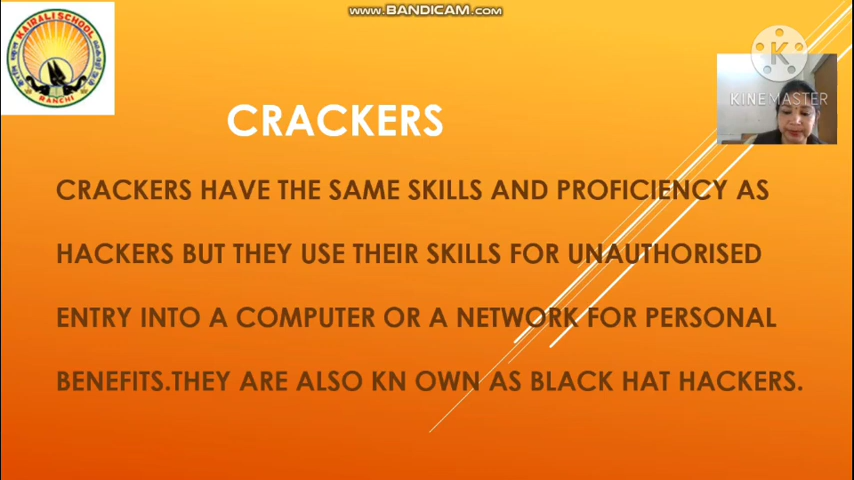 www.BANDICAM.com
KAIRALI SCHOOL
RANCHI
KINEMASTER
CRACKERS
CRACKERS HAVE THE SAME SKILLS AND PROFICIENCY AS
HACKERS BUT THEY USE THEIR SKILLS FOR UNAUTHORISED
ENTRY INTO A COMPUTER OR A NETWORK FOR PERSONAL
BENEFITS.THEY ARE ALSO KN OWN AS BLACK HAT HACKERS.